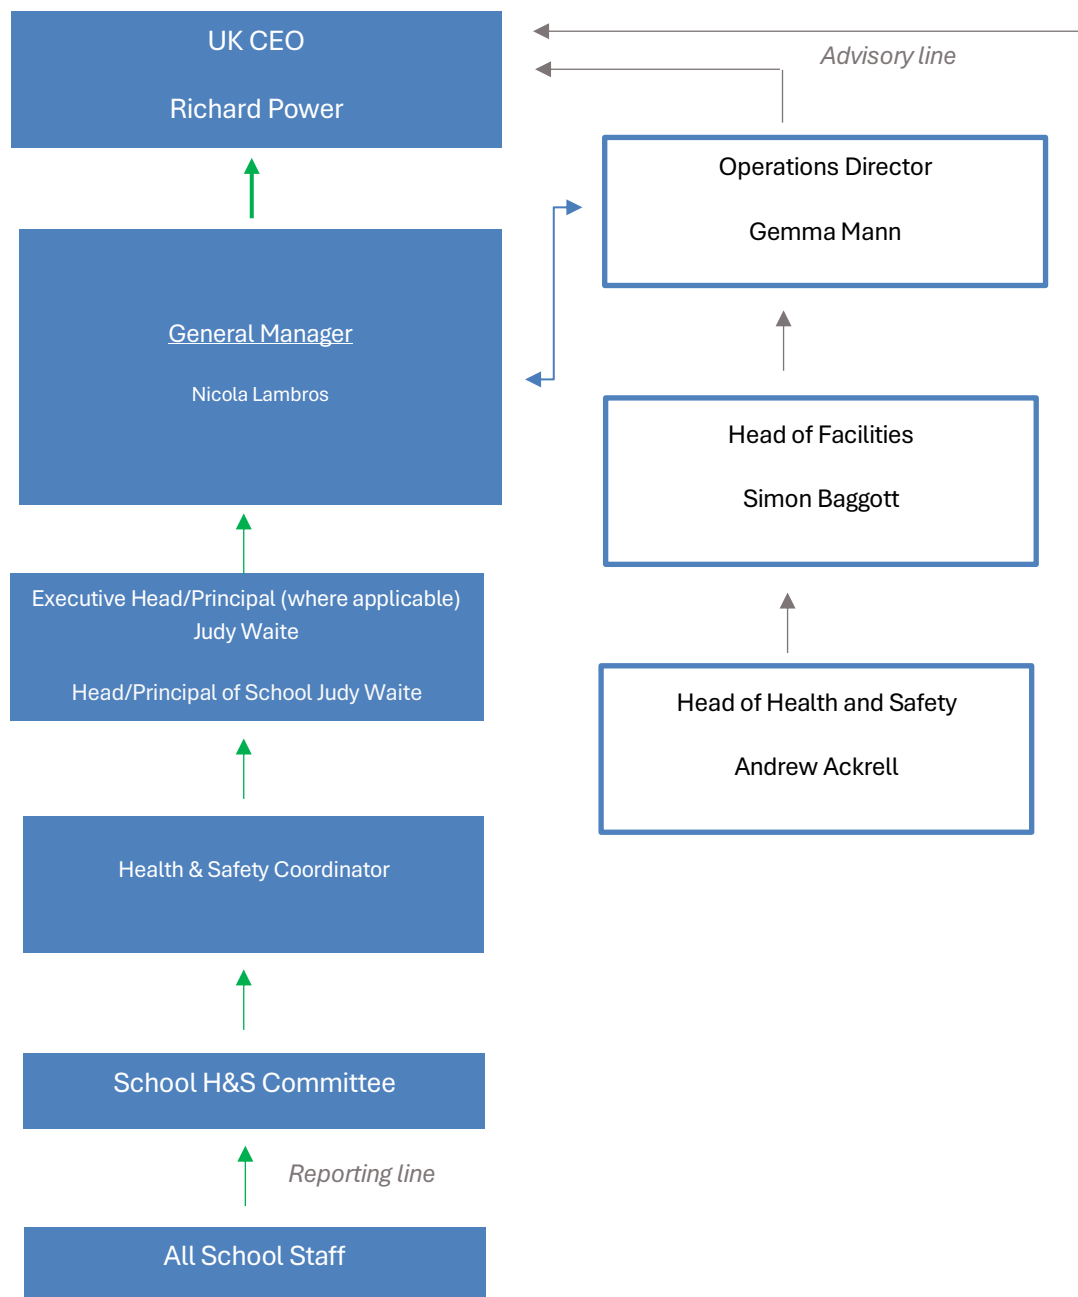 UK CEO
Richard Power
Advisory line
Operations Director
Gemma Mann
General Manager
Nicola Lambros
Head of Facilities
Simon Baggott
Executive Head/Principal (where applicable)
Judy Waite
Head/Principal of School Judy Waite
Head of Health and Safety
Andrew Ackrell
Health & Safety Coordinator
School H&S Committee
Reporting line
All School Staff